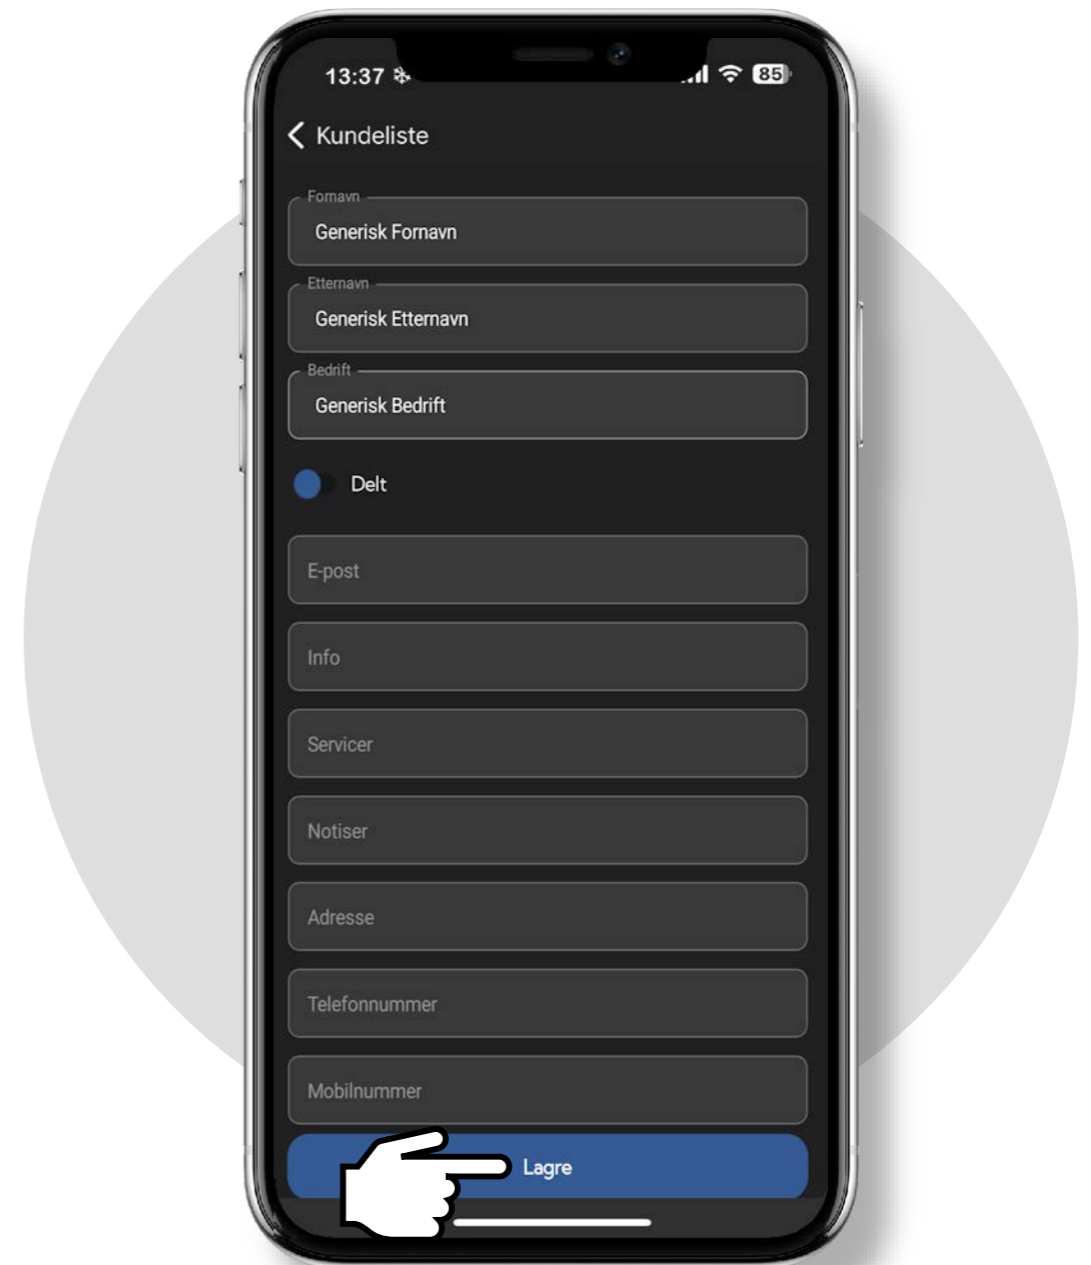 13:37
85
Kundeliste
Fornavn
Generisk Fornavn
Etternavn
Generisk Etternavn
Bedrift
Generisk Bedrift
Delt
E-post
Info
Servicer
Notiser
Adresse
Telefonnummer
Mobilnummer
Lagre